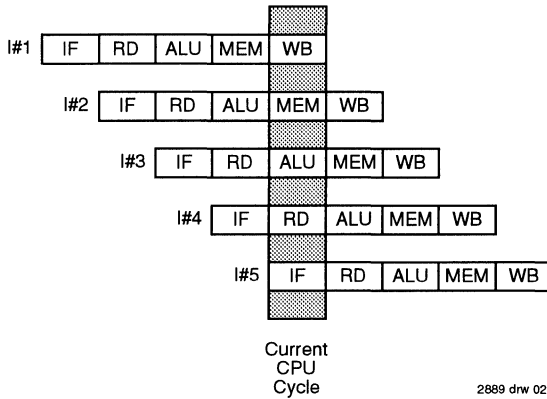 I#1 IF RD ALU MEM WB
I#2 IF RD ALU MEM WB
I#3 IF RD ALU MEM WB
I#4 IF RD ALU MEM WB
I#5 IF RD ALU MEM WB
Current
CPU
Cycle
2889 drw 02